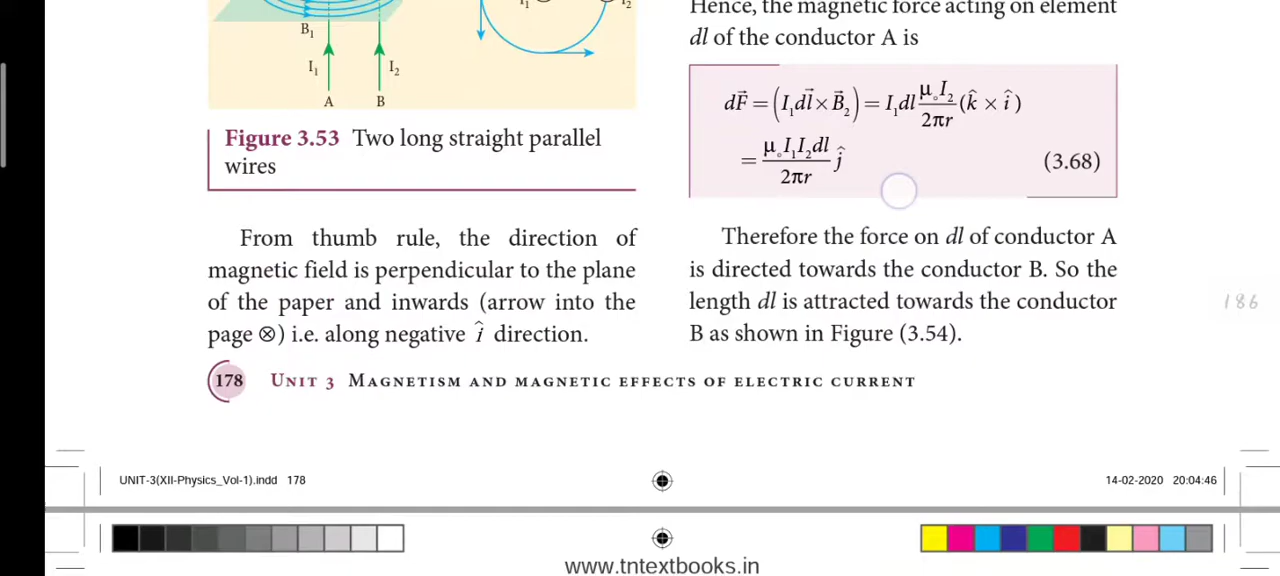 Hence, the magnetic force acting on element
dl of the conductor A is
B₁
I₁
I₂
I₁
I₂
A
B
Figure 3.53 Two long straight parallel
wires
dF⃗ = (I₁dl⃗ × B⃗₂) = I₁dl μ₀I₂/2πr (k̂ × î)
= μ₀I₁I₂dl/2πr ĵ (3.68)
From thumb rule, the direction of
magnetic field is perpendicular to the plane
of the paper and inwards (arrow into the
page ⊗) i.e. along negative î direction.
Therefore the force on dl of conductor A
is directed towards the conductor B. So the
length dl is attracted towards the conductor
B as shown in Figure (3.54).
186
178 UNIT 3 MAGNETISM AND MAGNETIC EFFECTS OF ELECTRIC CURRENT
UNIT-3(XII-Physics_Vol-1).indd 178
14-02-2020 20:04:46
www.tntextbooks.in